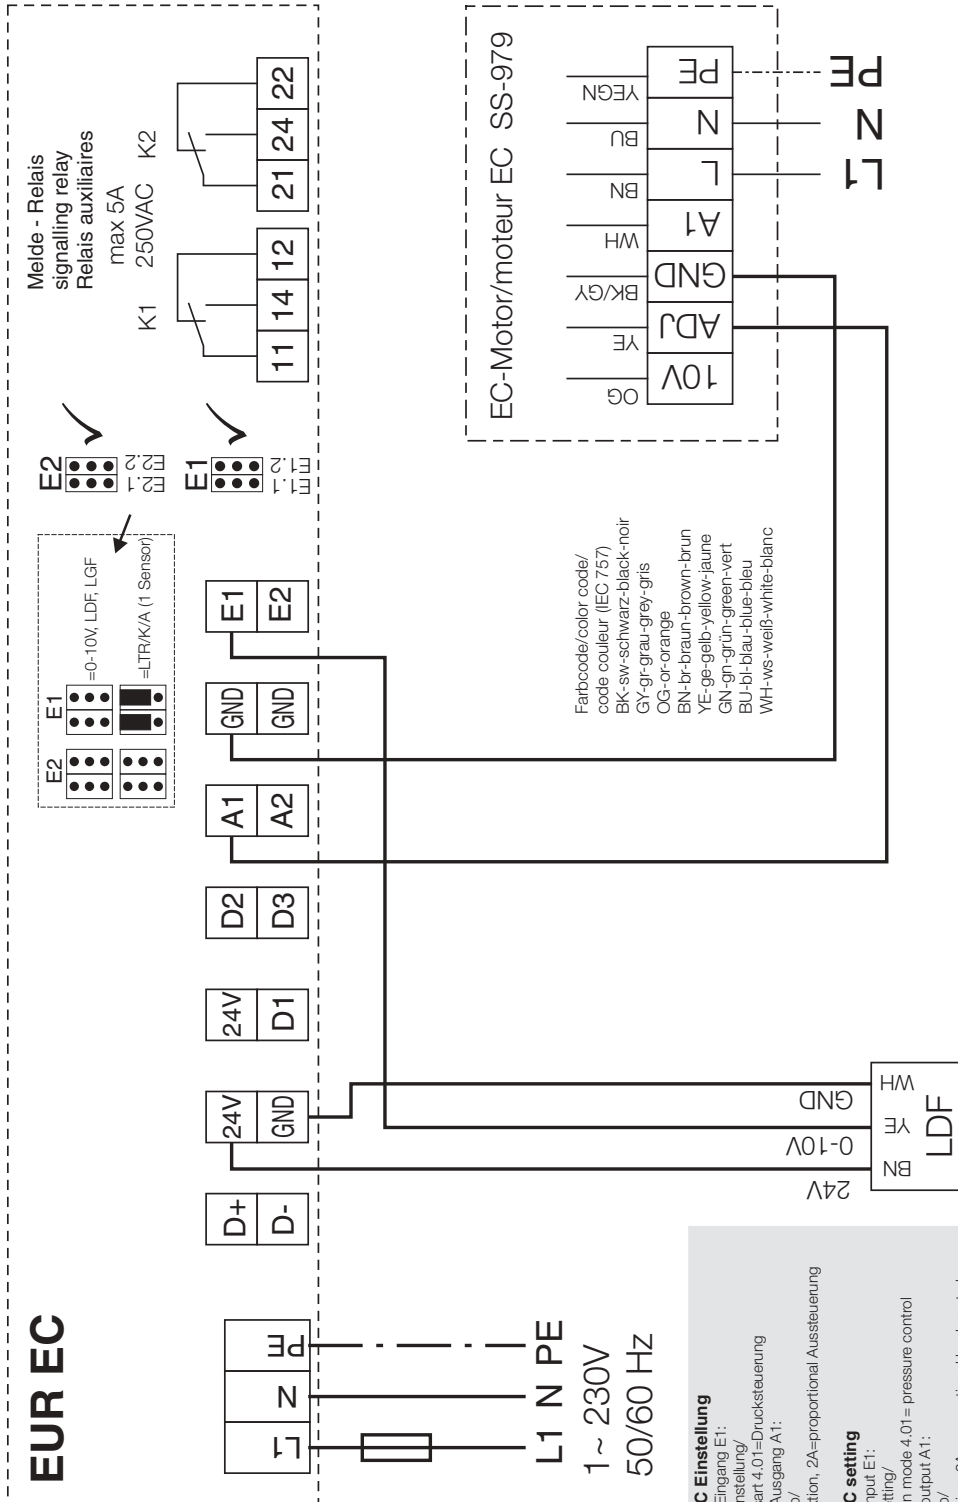 EUR EC
L1
N
PE
L1 N PE
1~ 230V
50/60 Hz
D+
D-
24V
GND
24V
D1
D2
D3
A1
A2
GND
GND
E1
E2
E2 E1
=0-10V, LDF, LGF
=LTR/K/A (1 Sensor)
E2
E2.1 E2.2
E1
E1.1 E1.2
Melde - Relais
signalling relay
Relais auxiliaires
max 5A
250VAC
K1
K2
11 14 12
21 24 22
EC-Motor/moteur EC SS-979
OG
YE
BK/GY
WH
BN
BU
YEGN
10V
ADJ
GND
A1
L
N
PE
L1
N
PE
Farbcode/color code/
code couleur (IEC 757)
BK-sw-schwarz-black-noir
GY-gr-grau-grey-gris
OG-or-orange
BN-br-braun-brown-brun
YE-ge-gelb-yellow-jaune
GN-gn-grün-green-vert
BU-bl-blau-blue-bleu
WH-ws-weiß-white-blanc
24V
0-10V
GND
BN
YE
WH
LDF
C Einstellung
Eingang E1:
nstellung/
art 4.01=Drucksteuerung
Ausgang A1:
o/
tion, 2A=proportional Aussteuerung
C setting
nput E1:
etting/
n mode 4.01= pressure control
output A1: